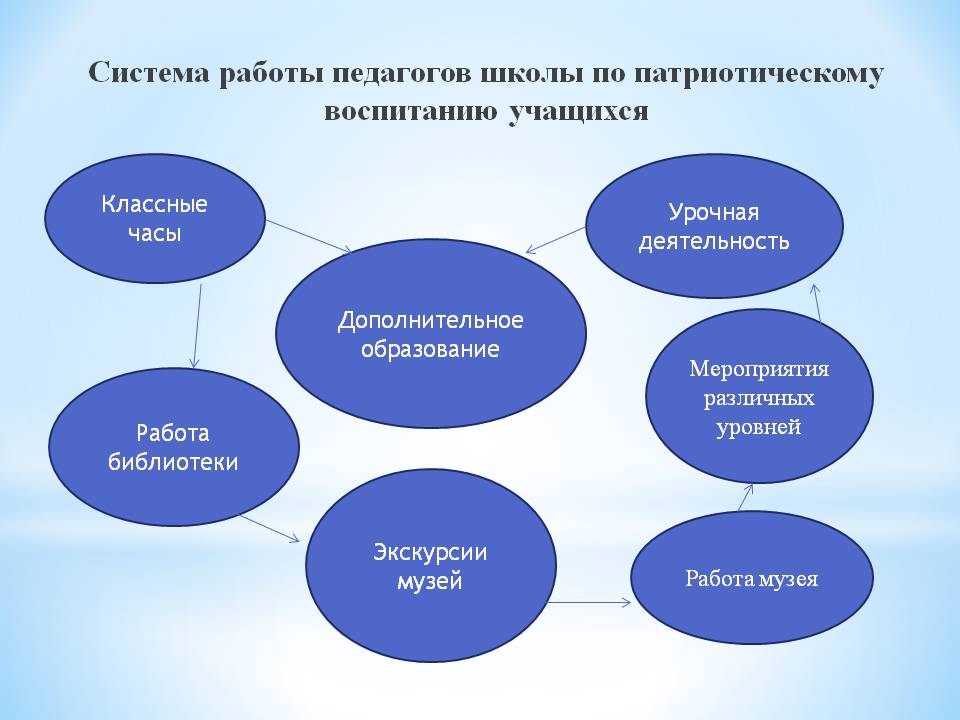 Система работы педагогов школы по патриотическому
воспитанию учащихся
Классные
часы
Урочная
деятельность
Дополнительное
образование
Мероприятия
различных
уровней
Работа
библиотеки
Экскурсии
музей
Работа музея